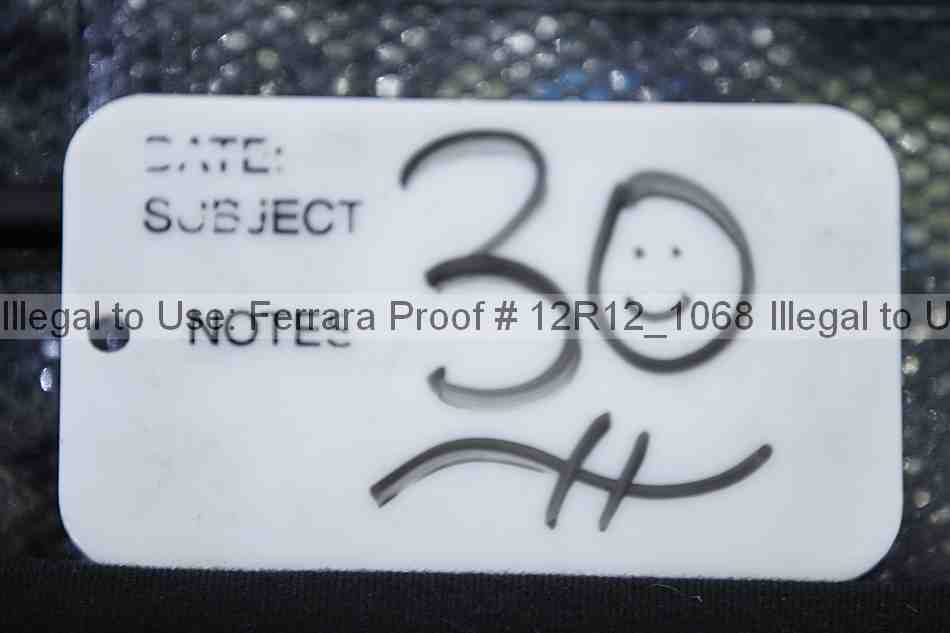 DATE:
SUBJECT
30
Illegal to Use: Ferrara Proof # 12R12_1068 Illegal to U
NOTES